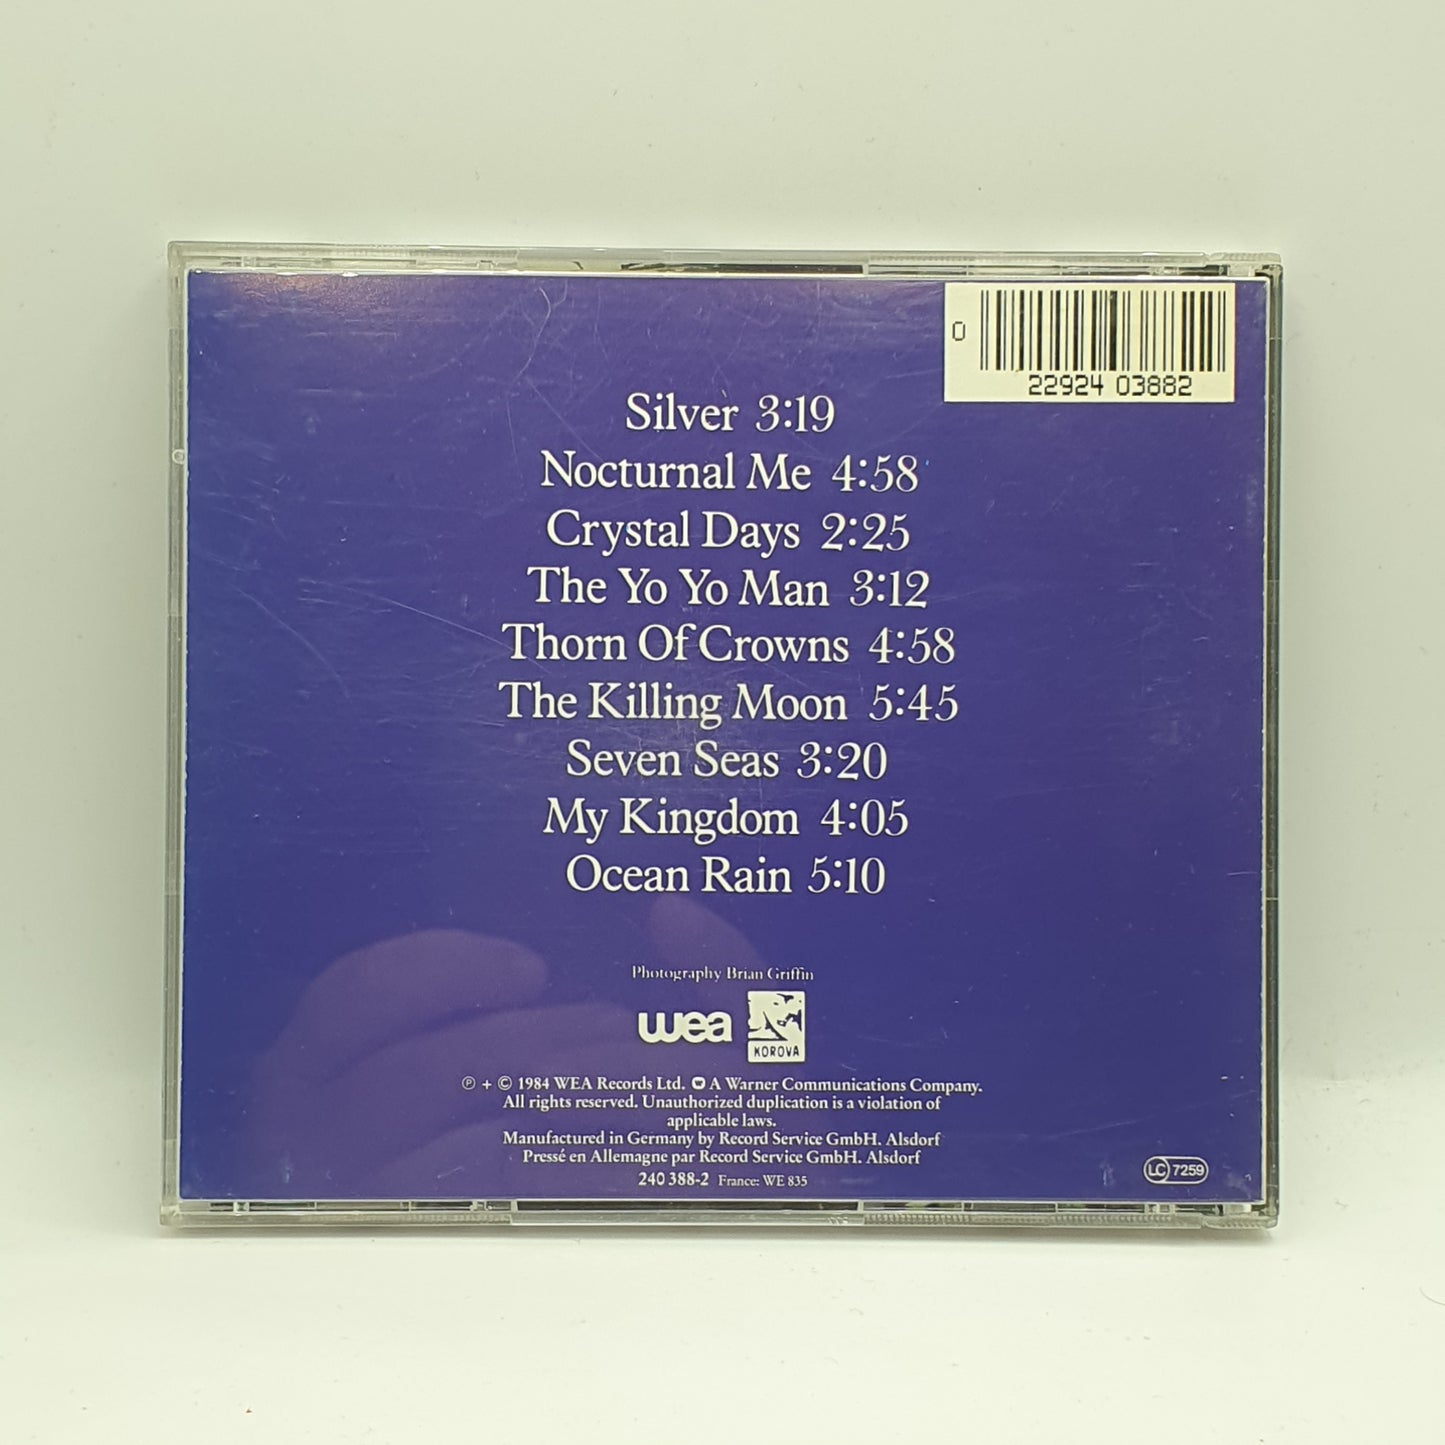 0
22924 03882
Silver 3:19
Nocturnal Me 4:58
Crystal Days 2:25
The Yo Yo Man 3:12
Thorn Of Crowns 4:58
The Killing Moon 5:45
Seven Seas 3:20
My Kingdom 4:05
Ocean Rain 5:10
Photography Brian Griffin
wea
KOROVA
℗ + © 1984 WEA Records Ltd. A Warner Communications Company.
All rights reserved. Unauthorized duplication is a violation of
applicable laws.
Manufactured in Germany by Record Service GmbH. Alsdorf
Pressé en Allemagne par Record Service GmbH. Alsdorf
240 388-2 France: WE 835
LC 7259